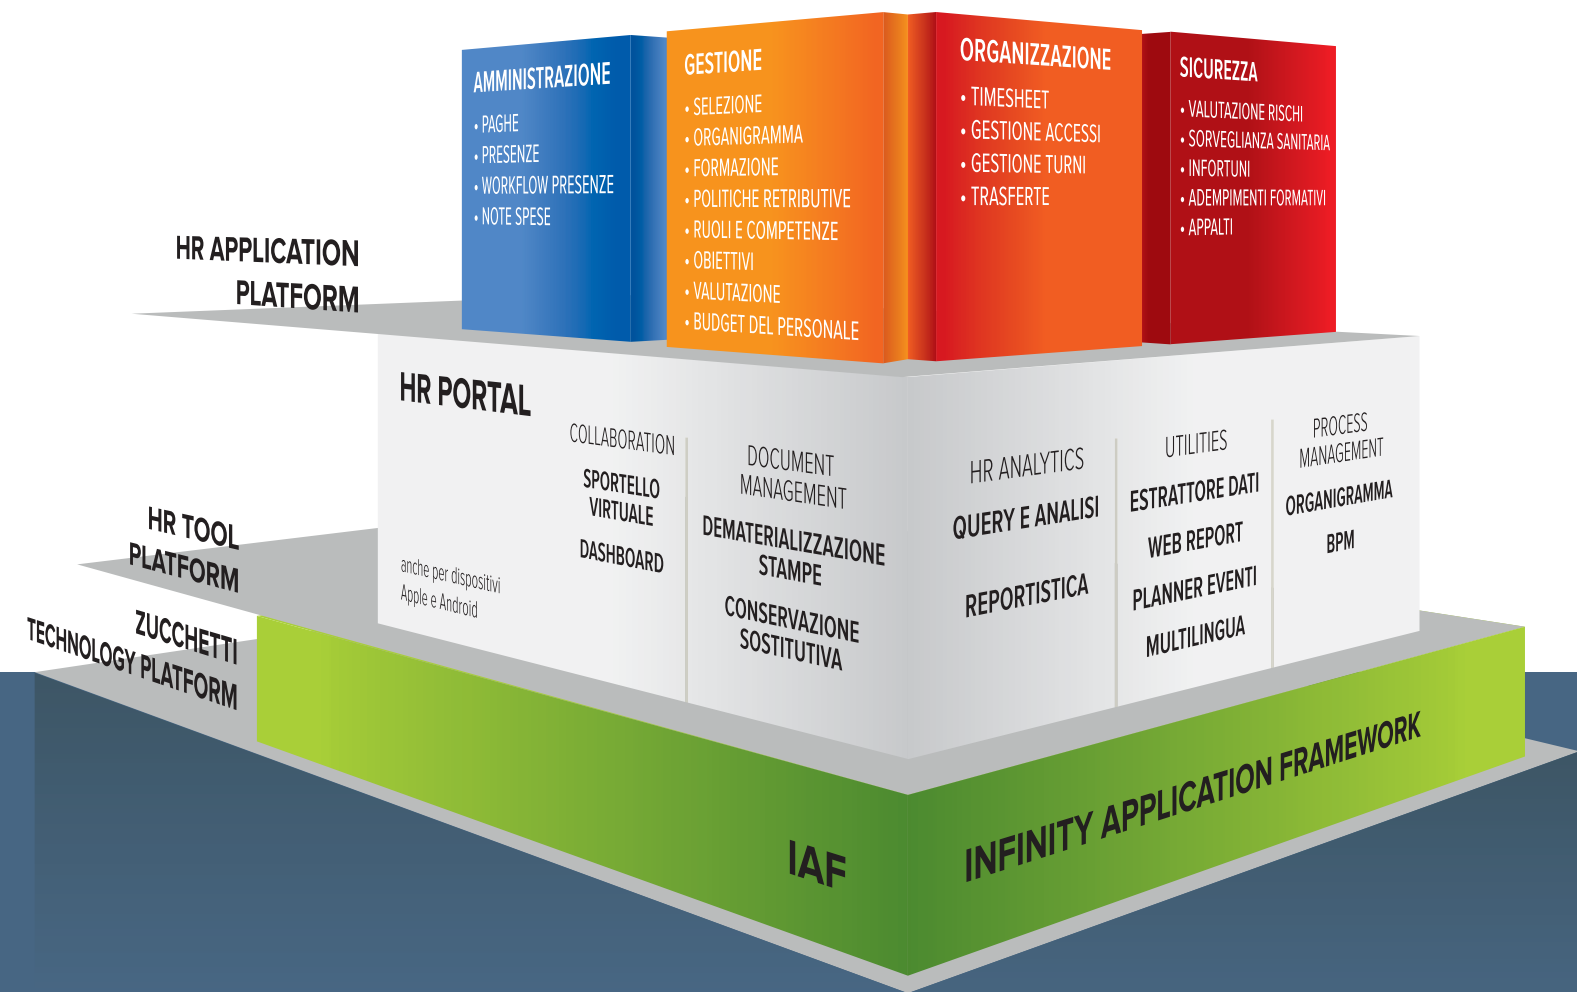 AMMINISTRAZIONE
• PAGHE
• PRESENZE
• WORKFLOW PRESENZE
• NOTE SPESE
GESTIONE
• SELEZIONE
• ORGANIGRAMMA
• FORMAZIONE
• POLITICHE RETRIBUTIVE
• RUOLI E COMPETENZE
• OBIETTIVI
• VALUTAZIONE
• BUDGET DEL PERSONALE
ORGANIZZAZIONE
• TIMESHEET
• GESTIONE ACCESSI
• GESTIONE TURNI
• TRASFERTE
SICUREZZA
• VALUTAZIONE RISCHI
• SORVEGLIANZA SANITARIA
• INFORTUNI
• ADEMPIMENTI FORMATIVI
• APPALTI
HR APPLICATION
PLATFORM
HR PORTAL
anche per dispositivi
Apple e Android
COLLABORATION
SPORTELLO
VIRTUALE
DASHBOARD
DOCUMENT
MANAGEMENT
DEMATERIALIZZAZIONE
STAMPE
CONSERVAZIONE
SOSTITUTIVA
HR ANALYTICS
QUERY E ANALISI
REPORTISTICA
UTILITIES
ESTRATTORE DATI
WEB REPORT
PLANNER EVENTI
MULTILINGUA
PROCESS
MANAGEMENT
ORGANIGRAMMA
BPM
HR TOOL
PLATFORM
ZUCCHETTI
TECHNOLOGY PLATFORM
IAF
INFINITY APPLICATION FRAMEWORK